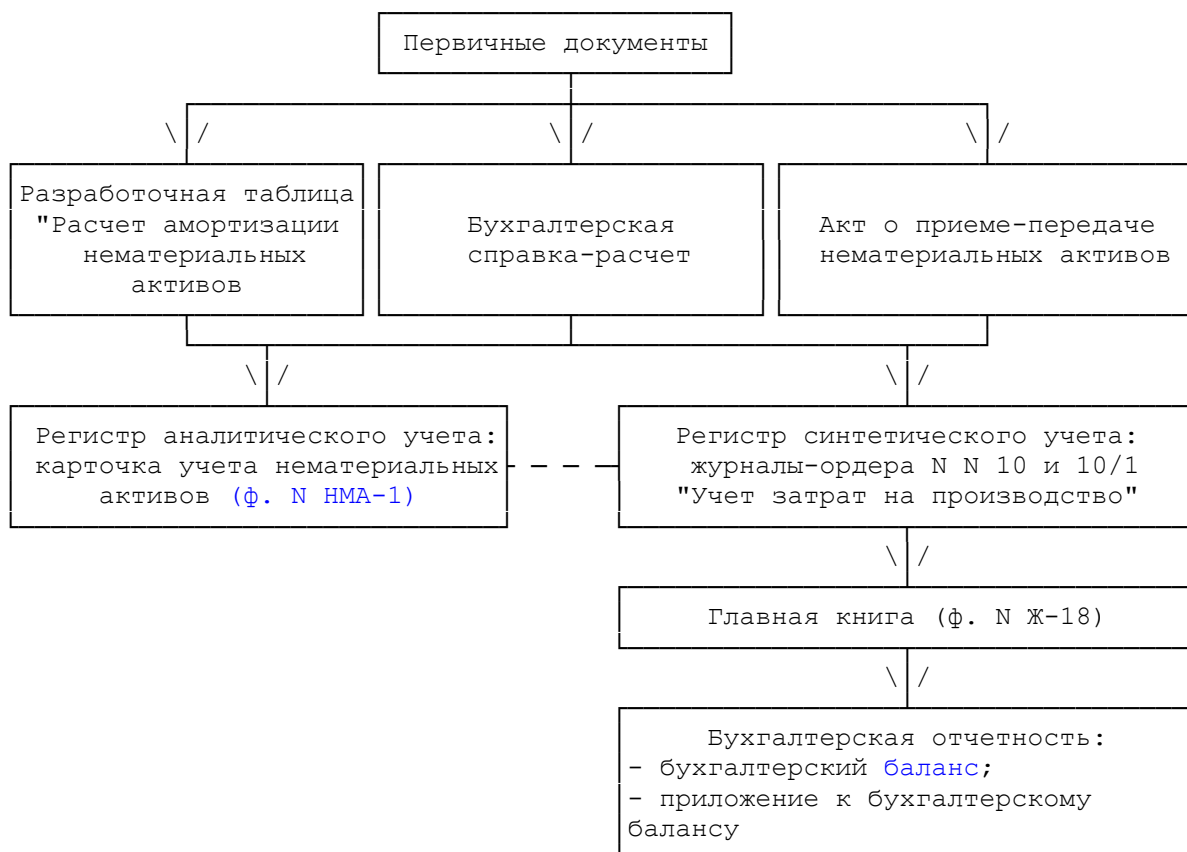 Первичные документы
Разработочная таблица
"Расчет амортизации
нематериальных
активов
Бухгалтерская
справка-расчет
Акт о приеме-передаче
нематериальных активов
Регистр аналитического учета:
карточка учета нематериальных
активов (ф. N НМА-1)
Регистр синтетического учета:
журналы-ордера N N 10 и 10/1
"Учет затрат на производство"
Главная книга (ф. N Ж-18)
Бухгалтерская отчетность:
- бухгалтерский баланс;
- приложение к бухгалтерскому
балансу